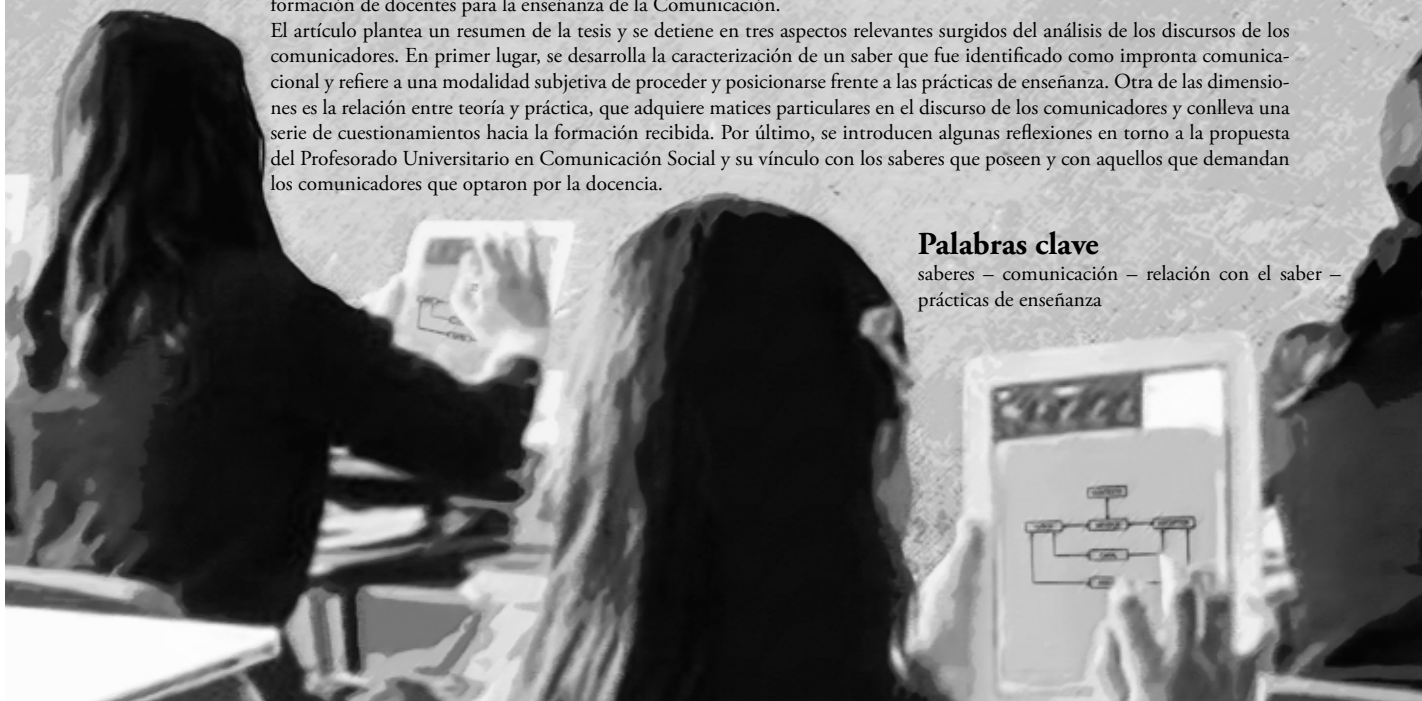 formación de docentes para la enseñanza de la Comunicación.
El artículo plantea un resumen de la tesis y se detiene en tres aspectos relevantes surgidos del análisis de los discursos de los
comunicadores. En primer lugar, se desarrolla la caracterización de un saber que fue identificado como impronta comunica-
cional y refiere a una modalidad subjetiva de proceder y posicionarse frente a las prácticas de enseñanza. Otra de las dimensio-
nes es la relación entre teoría y práctica, que adquiere matices particulares en el discurso de los comunicadores y conlleva una
serie de cuestionamientos hacia la formación recibida. Por último, se introducen algunas reflexiones en torno a la propuesta
del Profesorado Universitario en Comunicación Social y su vínculo con los saberes que poseen y con aquellos que demandan
los comunicadores que optaron por la docencia.
Palabras clave
saberes – comunicación – relación con el saber –
prácticas de enseñanza